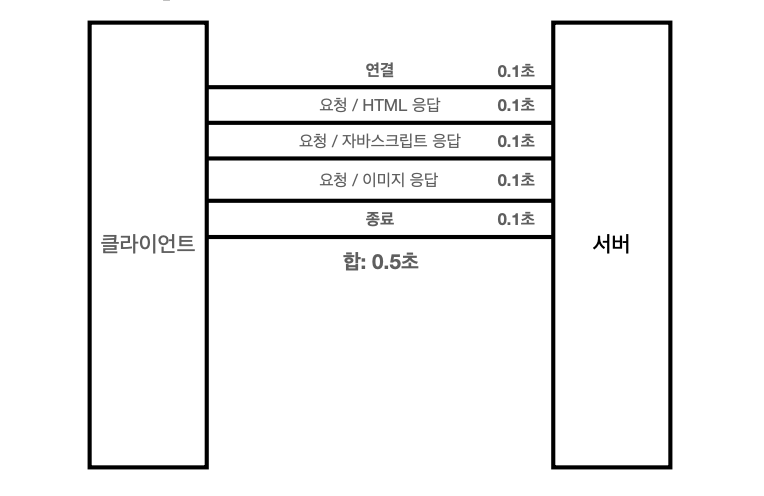 연결 0.1초
요청 / HTML 응답 0.1초
요청 / 자바스크립트 응답 0.1초
요청 / 이미지 응답 0.1초
종료 0.1초
클라이언트
서버
합: 0.5초